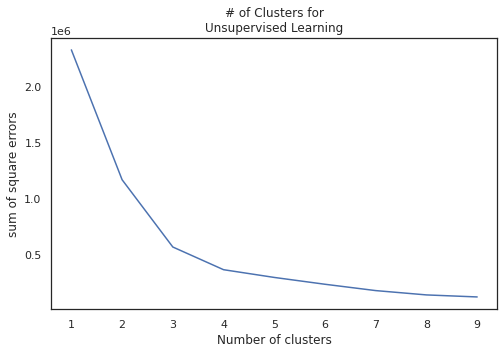 # of Clusters for
Unsupervised Learning
1e6
2.0
1.5
1.0
0.5
sum of square errors
1 2 3 4 5 6 7 8 9
Number of clusters